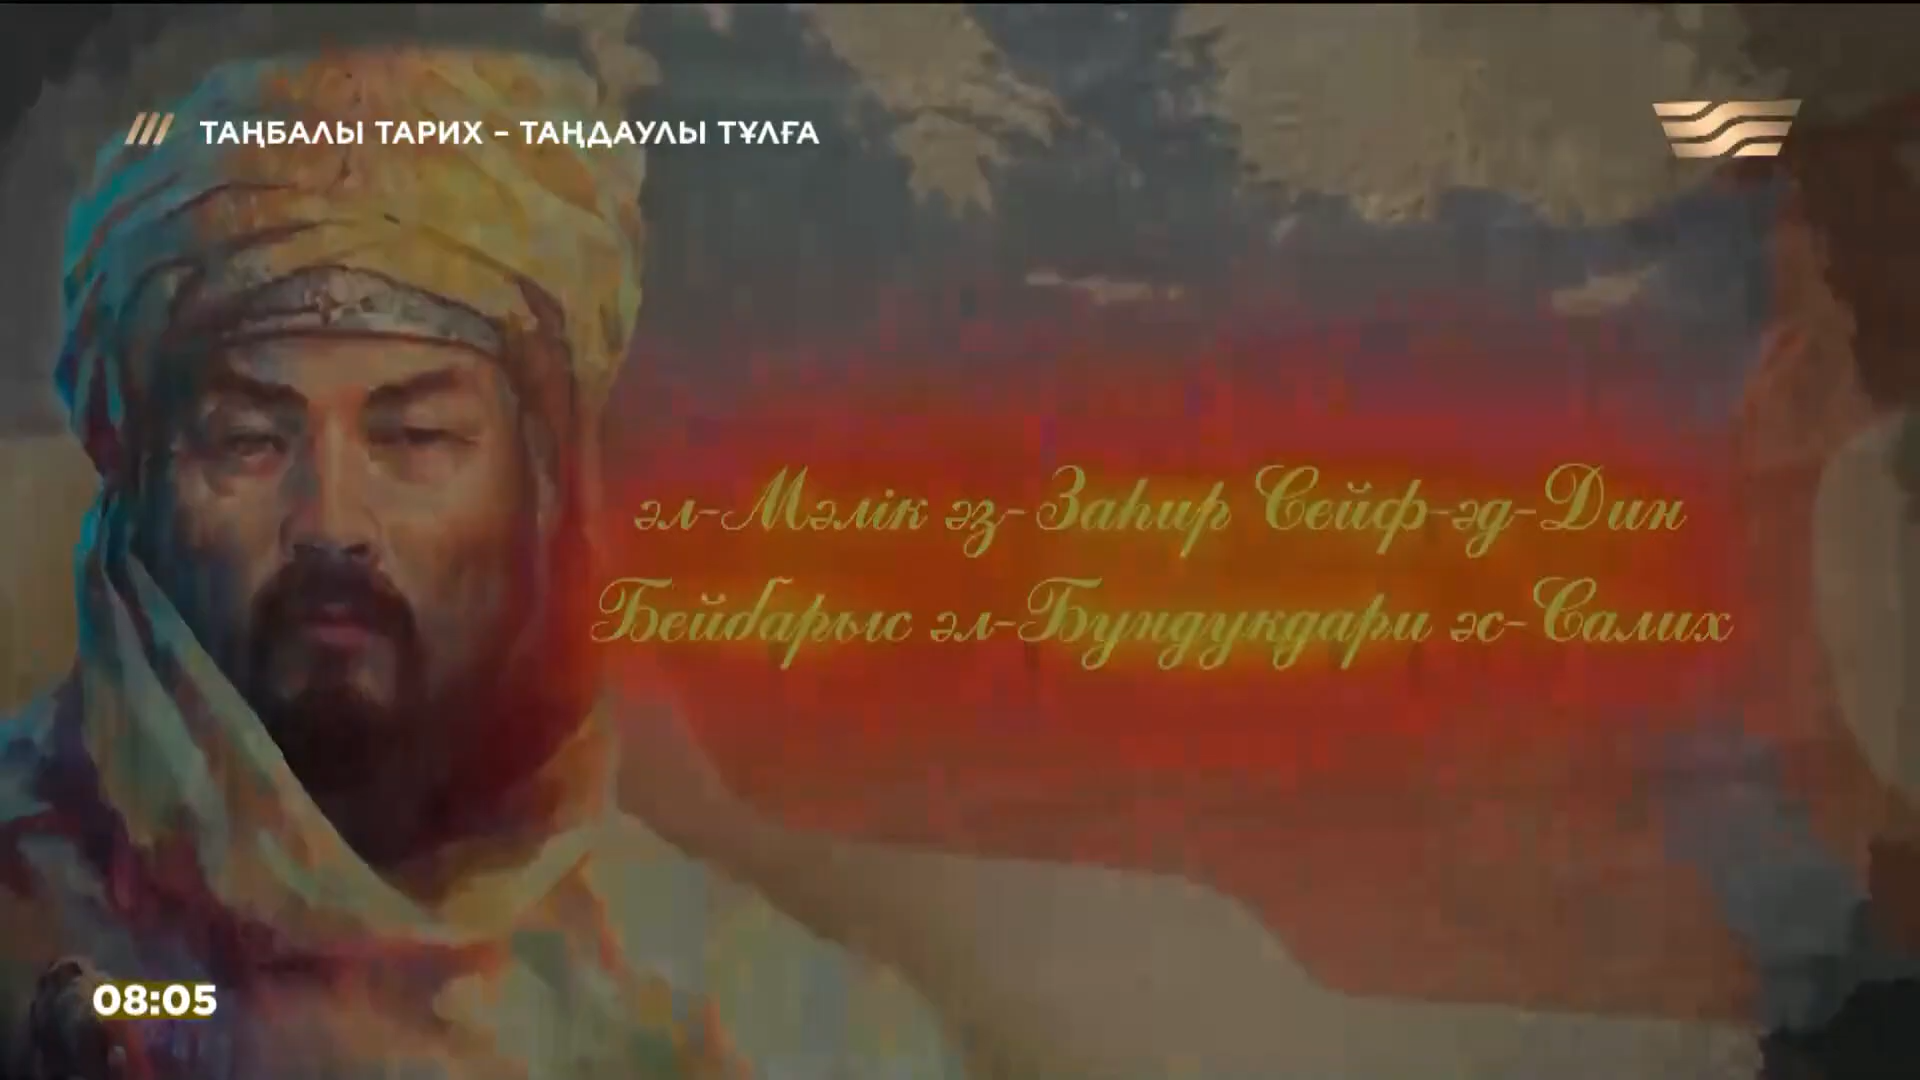 ТАҢБАЛЫ ТАРИХ – ТАҢДАУЛЫ ТҰЛҒА
әл-Мәлік әз-Заһир Сейф-әд-Дин
Бейбарыс әл-Бундукдари әс-Салих
08:05